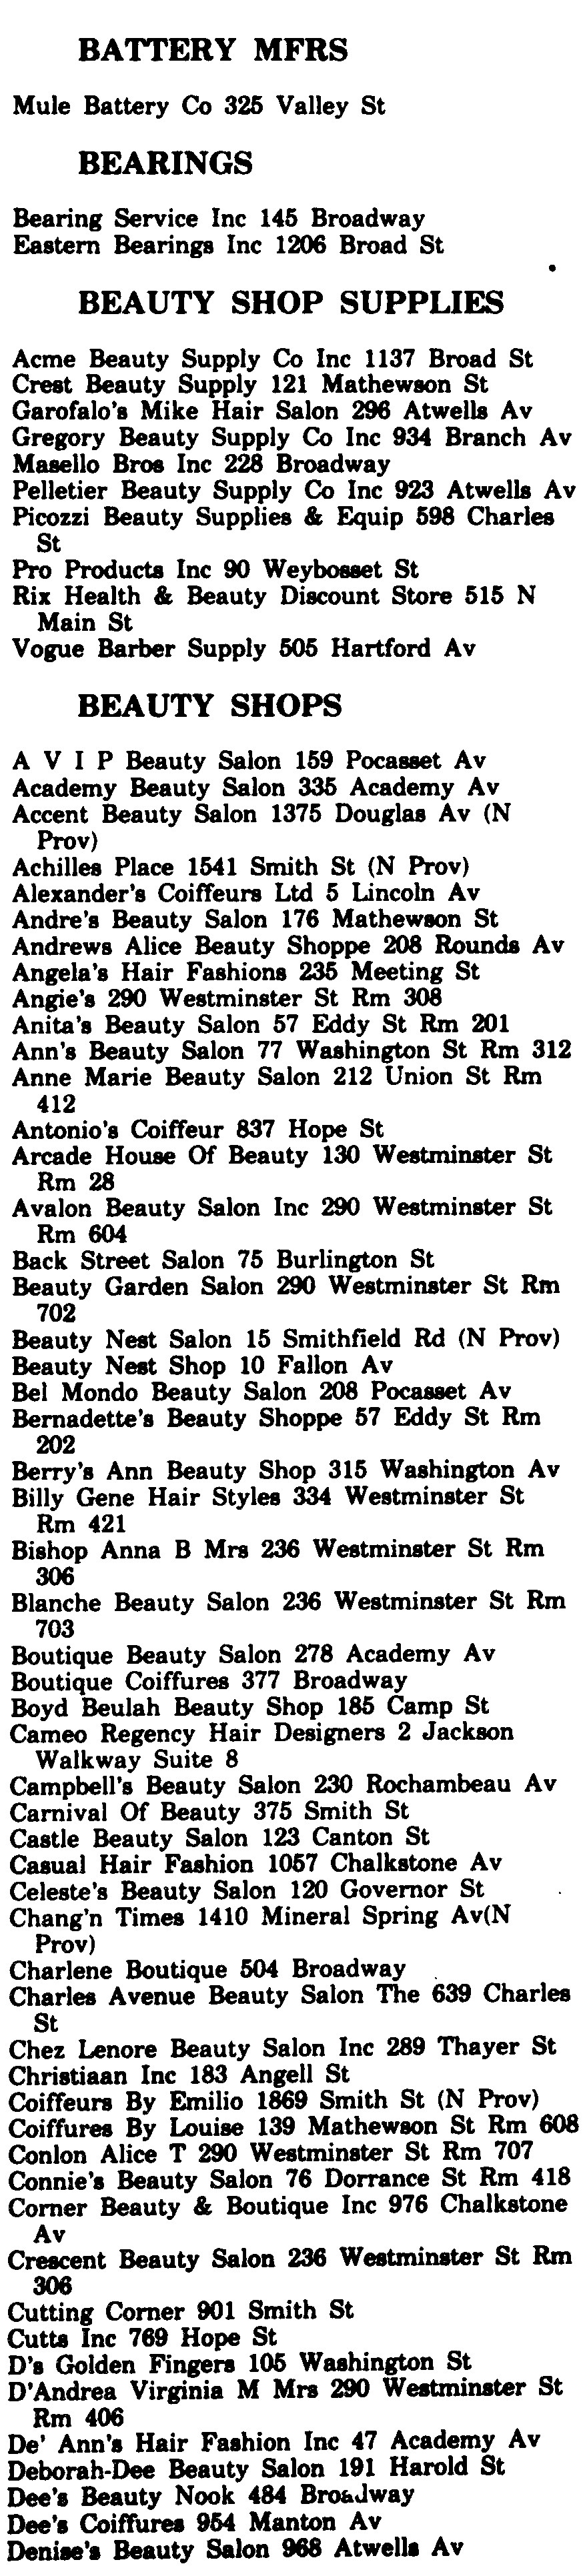 BATTERY MFRS
Mule Battery Co 325 Valley St
BEARINGS
Bearing Service Inc 145 Broadway
Eastern Bearings Inc 1206 Broad St
BEAUTY SHOP SUPPLIES
Acme Beauty Supply Co Inc 1137 Broad St
Crest Beauty Supply 121 Mathewson St
Garofalo's Mike Hair Salon 296 Atwells Av
Gregory Beauty Supply Co Inc 934 Branch Av
Masello Bros Inc 228 Broadway
Pelletier Beauty Supply Co Inc 923 Atwells Av
Picozzi Beauty Supplies & Equip 598 Charles
St
Pro Products Inc 90 Weybosset St
Rix Health & Beauty Discount Store 515 N
Main St
Vogue Barber Supply 505 Hartford Av
BEAUTY SHOPS
A V I P Beauty Salon 159 Pocasset Av
Academy Beauty Salon 335 Academy Av
Accent Beauty Salon 1375 Douglas Av (N
Prov)
Achilles Place 1541 Smith St (N Prov)
Alexander's Coiffeurs Ltd 5 Lincoln Av
Andre's Beauty Salon 176 Mathewson St
Andrews Alice Beauty Shoppe 208 Rounds Av
Angela's Hair Fashions 235 Meeting St
Angie's 290 Westminster St Rm 308
Anita's Beauty Salon 57 Eddy St Rm 201
Ann's Beauty Salon 77 Washington St Rm 312
Anne Marie Beauty Salon 212 Union St Rm
412
Antonio's Coiffeur 837 Hope St
Arcade House Of Beauty 130 Westminster St
Rm 28
Avalon Beauty Salon Inc 290 Westminster St
Rm 604
Back Street Salon 75 Burlington St
Beauty Garden Salon 290 Westminster St Rm
702
Beauty Nest Salon 15 Smithfield Rd (N Prov)
Beauty Nest Shop 10 Fallon Av
Bel Mondo Beauty Salon 208 Pocasset Av
Bernadette's Beauty Shoppe 57 Eddy St Rm
202
Berry's Ann Beauty Shop 315 Washington Av
Billy Gene Hair Styles 334 Westminster St
Rm 421
Bishop Anna B Mrs 236 Westminster St Rm
306
Blanche Beauty Salon 236 Westminster St Rm
703
Boutique Beauty Salon 278 Academy Av
Boutique Coiffures 377 Broadway
Boyd Beulah Beauty Shop 185 Camp St
Cameo Regency Hair Designers 2 Jackson
Walkway Suite 8
Campbell's Beauty Salon 230 Rochambeau Av
Carnival Of Beauty 375 Smith St
Castle Beauty Salon 123 Canton St
Casual Hair Fashion 1057 Chalkstone Av
Celeste's Beauty Salon 120 Governor St
Chang'n Times 1410 Mineral Spring Av(N
Prov)
Charlene Boutique 504 Broadway
Charles Avenue Beauty Salon The 639 Charles
St
Chez Lenore Beauty Salon Inc 289 Thayer St
Christiaan Inc 183 Angell St
Coiffeurs By Emilio 1869 Smith St (N Prov)
Coiffures By Louise 139 Mathewson St Rm 608
Conlon Alice T 290 Westminster St Rm 707
Connie's Beauty Salon 76 Dorrance St Rm 418
Corner Beauty & Boutique Inc 976 Chalkstone
Av
Crescent Beauty Salon 236 Westminster St Rm
306
Cutting Corner 901 Smith St
Cutts Inc 769 Hope St
D's Golden Fingers 105 Washington St
D'Andrea Virginia M Mrs 290 Westminster St
Rm 406
De' Ann's Hair Fashion Inc 47 Academy Av
Deborah-Dee Beauty Salon 191 Harold St
Dee's Beauty Nook 484 Broadway
Dee's Coiffures 954 Manton Av
Denise's Beauty Salon 968 Atwells Av